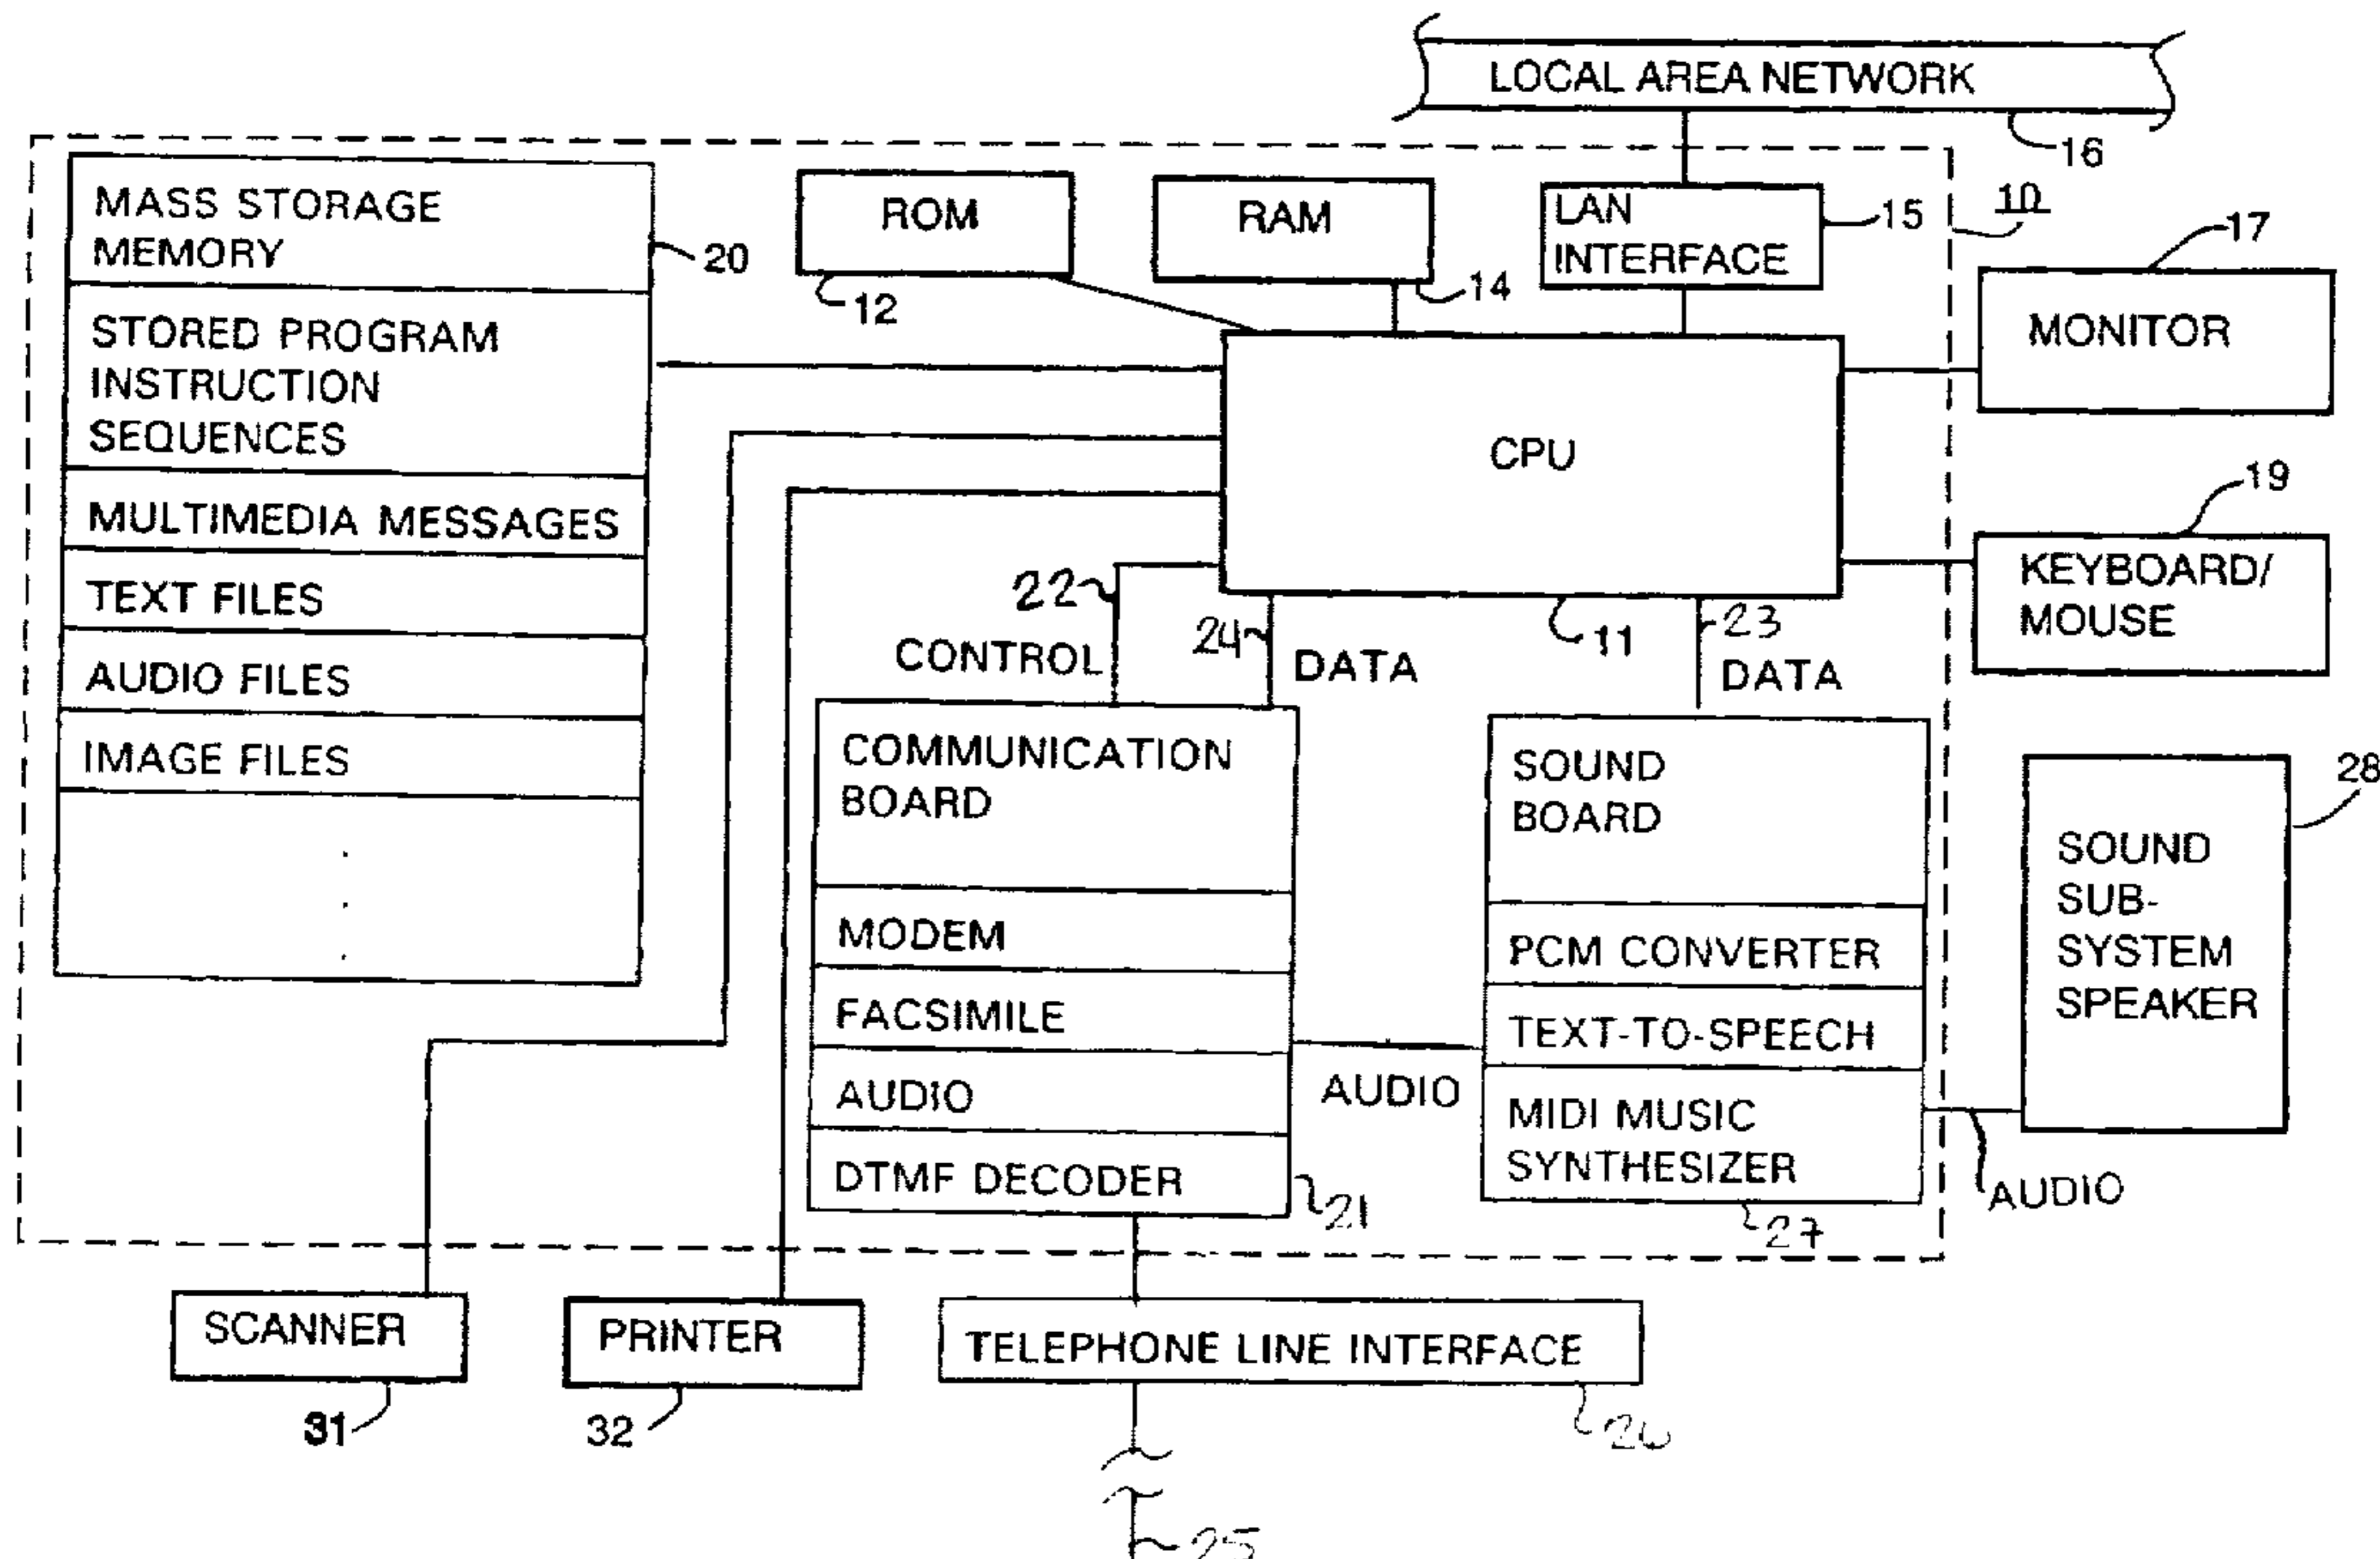 LOCAL AREA NETWORK
16
10
MASS STORAGE
MEMORY
20
ROM
12
RAM
14
LAN
INTERFACE
15
17
MONITOR
STORED PROGRAM
INSTRUCTION
SEQUENCES
MULTIMEDIA MESSAGES
TEXT FILES
AUDIO FILES
IMAGE FILES
.
.
.
CPU
11
19
KEYBOARD/
MOUSE
22
CONTROL
24
DATA
23
DATA
COMMUNICATION
BOARD
MODEM
FACSIMILE
AUDIO
DTMF DECODER
21
AUDIO
SOUND
BOARD
PCM CONVERTER
TEXT-TO-SPEECH
MIDI MUSIC
SYNTHESIZER
27
28
SOUND
SUB-
SYSTEM
SPEAKER
AUDIO
SCANNER
31
PRINTER
32
TELEPHONE LINE INTERFACE
26
25